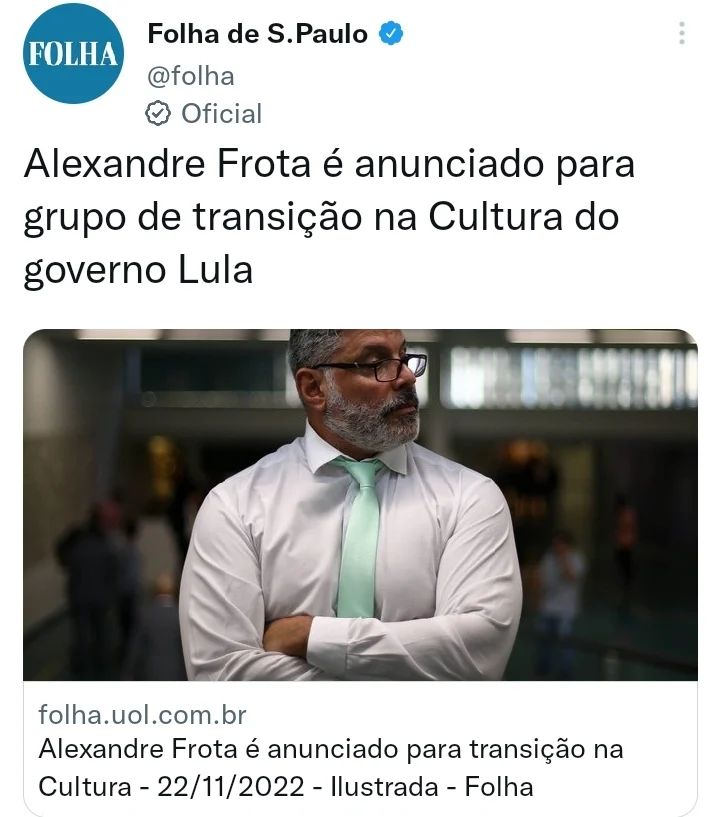 FOLHA
Folha de S.Paulo
@folha
Oficial
Alexandre Frota é anunciado para
grupo de transição na Cultura do
governo Lula
folha.uol.com.br
Alexandre Frota é anunciado para transição na
Cultura - 22/11/2022 - Ilustrada - Folha